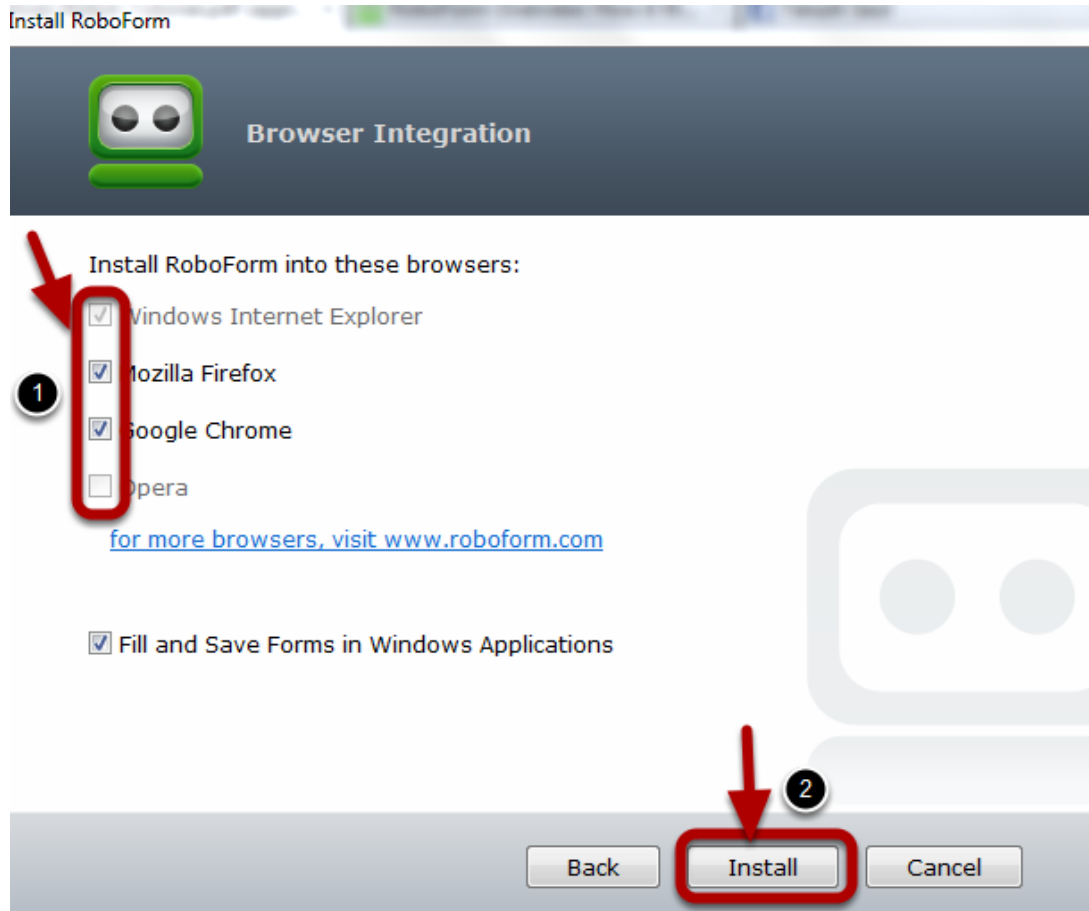 Install RoboForm
Browser Integration
Install RoboForm into these browsers:
Windows Internet Explorer
1
Mozilla Firefox
Google Chrome
Opera
for more browsers, visit www.roboform.com
Fill and Save Forms in Windows Applications
2
Back Install Cancel